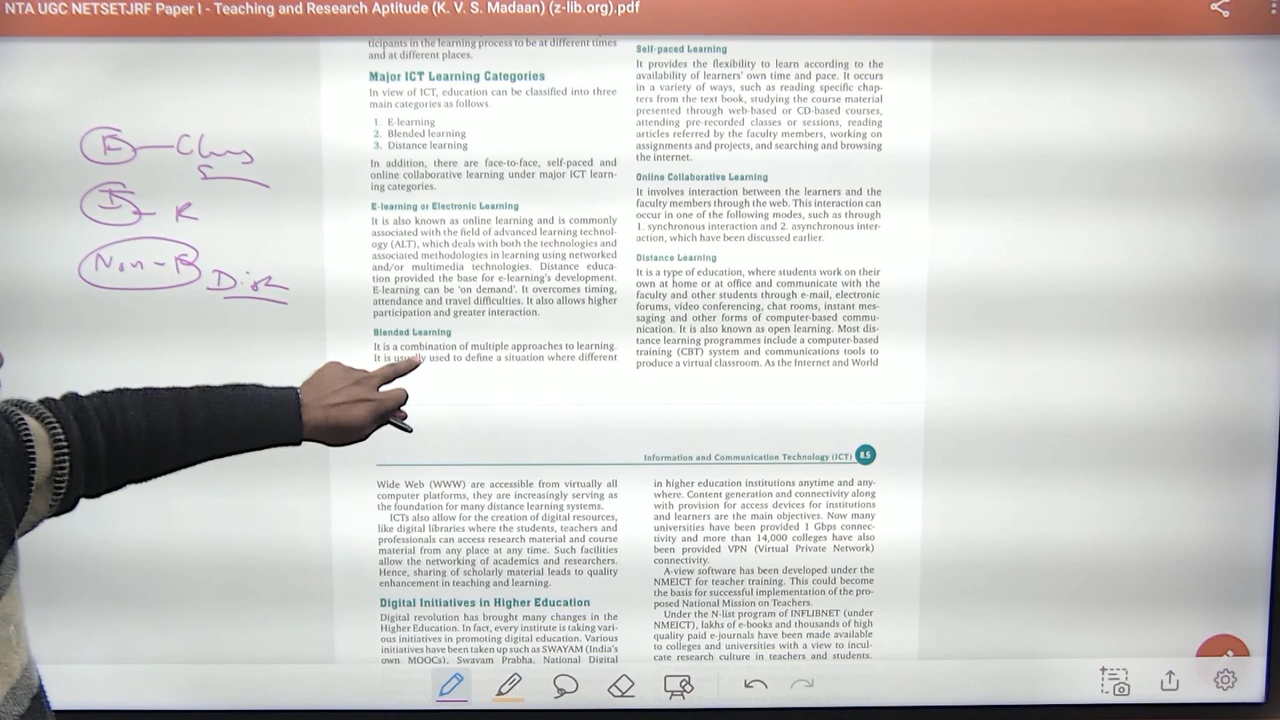 NTA UGC NETSETJRF Paper I - Teaching and Research Aptitude (K. V. S. Madaan) (z-lib.org).pdf
ticipants in the learning process to be at different times
and at different places.
Major ICT Learning Categories
In view of ICT, education can be classified into three
main categories as follows.
1. E-learning
2. Blended learning
3. Distance learning
In addition, there are face-to-face, self-paced and
online collaborative learning under major ICT learn-
ing categories.
E-learning or Electronic Learning
It is also known as online learning and is commonly
associated with the field of advanced learning technol-
ogy (ALT), which deals with both the technologies and
associated methodologies in learning using networked
and/or multimedia technologies. Distance educa-
tion provided the base for e-learning's development.
E-learning can be 'on demand'. It overcomes timing,
attendance and travel difficulties. It also allows higher
participation and greater interaction.
Blended Learning
It is a combination of multiple approaches to learning.
It is usually used to define a situation where different
Self-paced Learning
It provides the flexibility to learn according to the
availability of learners' own time and pace. It occurs
in a variety of ways, such as reading specific chap-
ters from the text book, studying the course material
presented through web-based or CD-based courses,
attending pre-recorded classes or sessions, reading
articles referred by the faculty members, working on
assignments and projects, and searching and browsing
the internet.
Online Collaborative Learning
It involves interaction between the learners and the
faculty members through the web. This interaction can
occur in one of the following modes, such as through
1. synchronous interaction and 2. asynchronous inter-
action, which have been discussed earlier.
Distance Learning
It is a type of education, where students work on their
own at home or at office and communicate with the
faculty and other students through e-mail, electronic
forums, video conferencing, chat rooms, instant mes-
saging and other forms of computer-based commu-
nication. It is also known as open learning. Most dis-
tance learning programmes include a computer-based
training (CBT) system and communications tools to
produce a virtual classroom. As the Internet and World
Information and Communication Technology (ICT) 8.5
Wide Web (WWW) are accessible from virtually all
computer platforms, they are increasingly serving as
the foundation for many distance learning systems.
ICTs also allow for the creation of digital resources,
like digital libraries where the students, teachers and
professionals can access research material and course
material from any place at any time. Such facilities
allow the networking of academics and researchers.
Hence, sharing of scholarly material leads to quality
enhancement in teaching and learning.
Digital Initiatives in Higher Education
Digital revolution has brought many changes in the
Higher Education. In fact, every institute is taking vari-
ous initiatives in promoting digital education. Various
initiatives have been taken up such as SWAYAM (India's
own MOOCs), Swayam Prabha, National Digital
in higher education institutions anytime and any-
where. Content generation and connectivity along
with provision for access devices for institutions
and learners are the main objectives. Now many
universities have been provided 1 Gbps connec-
tivity and more than 14,000 colleges have also
been provided VPN (Virtual Private Network)
connectivity.
A-view software has been developed under the
NMEICT for teacher training. This could become
the basis for successful implementation of the pro-
posed National Mission on Teachers.
Under the N-list program of INFLIBNET (under
NMEICT), lakhs of e-books and thousands of high
quality paid e-journals have been made available
to colleges and universities with a view to incul-
cate research culture in teachers and students.
R
Non-F